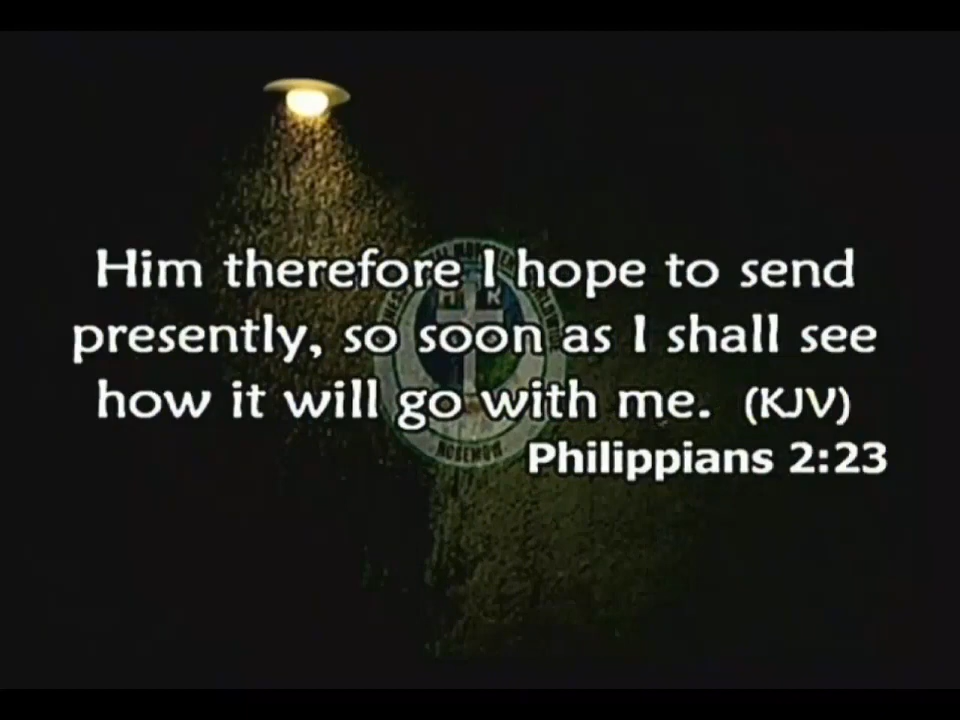 Him therefore I hope to send
presently, so soon as I shall see
how it will go with me. (KJV)
Philippians 2:23